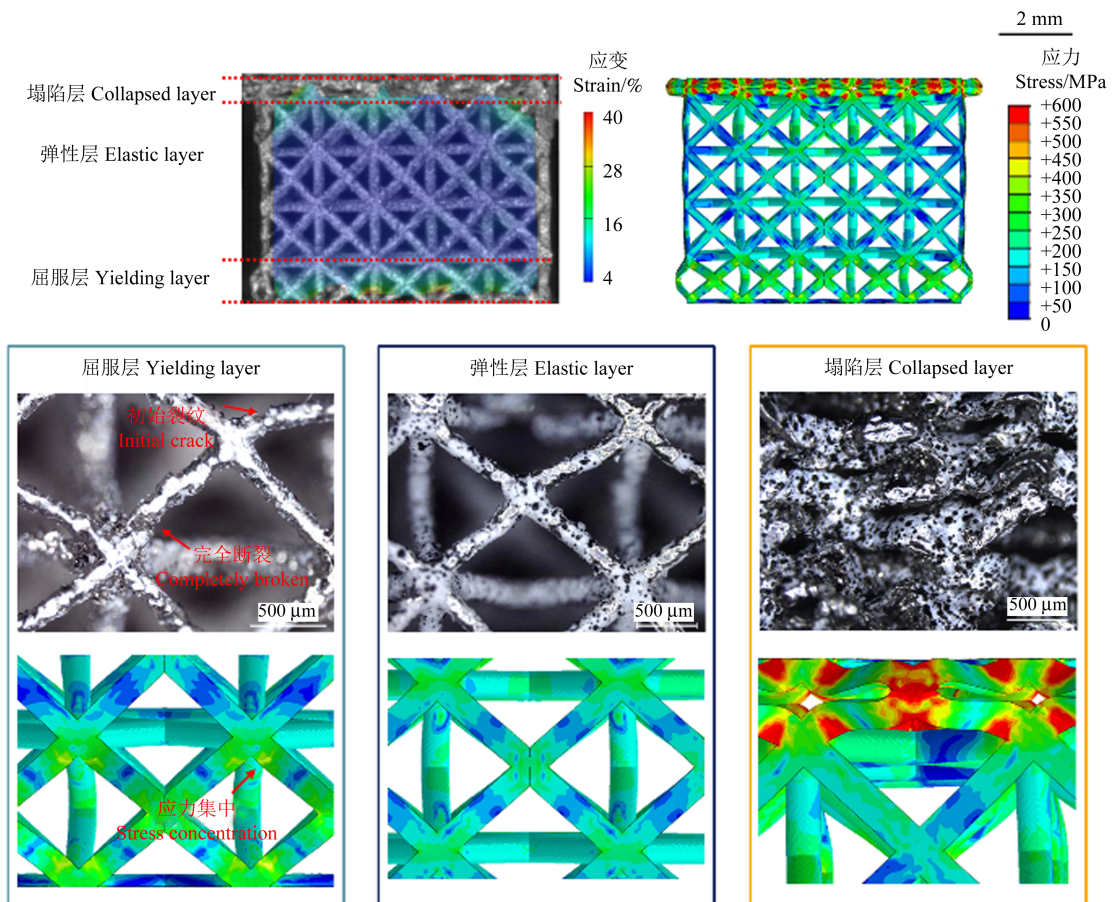 2 mm
应变
Strain/%
40
28
16
4
应力
Stress/MPa
+600
+550
+500
+450
+400
+350
+300
+250
+200
+150
+100
+50
0
塌陷层 Collapsed layer
弹性层 Elastic layer
屈服层 Yielding layer
屈服层 Yielding layer
初始裂纹
Initial crack
完全断裂
Completely broken
500 μm
应力集中
Stress concentration
弹性层 Elastic layer
500 μm
塌陷层 Collapsed layer
500 μm